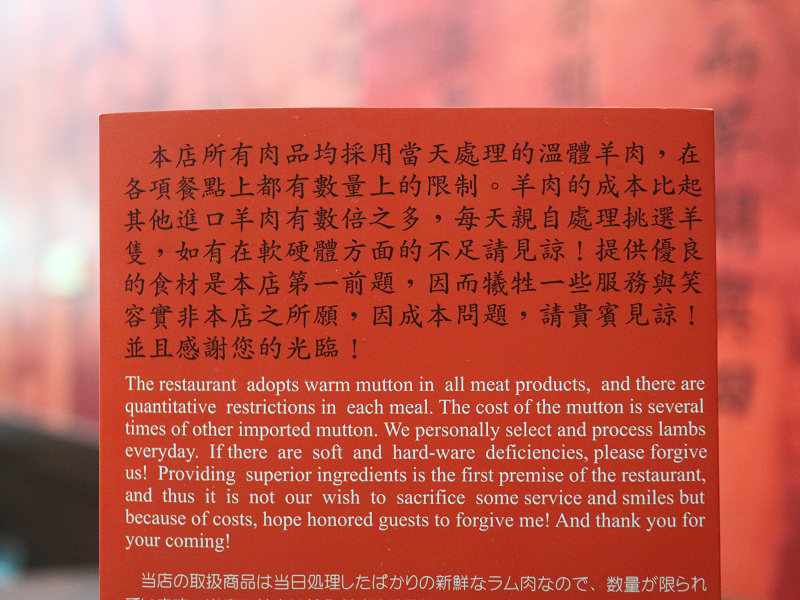 本店所有肉品均採用當天處理的溫體羊肉，在
各項餐點上都有數量上的限制。羊肉的成本比起
其他進口羊肉有數倍之多，每天親自處理挑選羊
隻，如有在軟硬體方面的不足請見諒！提供優良
的食材是本店第一前題，因而犧牲一些服務與笑
容實非本店之所願，因成本問題，請貴賓見諒！
並且感謝您的光臨！
The restaurant adopts warm mutton in all meat products, and there are
quantitative restrictions in each meal. The cost of the mutton is several
times of other imported mutton. We personally select and process lambs
everyday. If there are soft and hard-ware deficiencies, please forgive
us! Providing superior ingredients is the first premise of the restaurant,
and thus it is not our wish to sacrifice some service and smiles but
because of costs, hope honored guests to forgive me! And thank you for
your coming!
当店の取扱商品は当日処理したばかりの新鮮なラム肉なので、数量が限られ